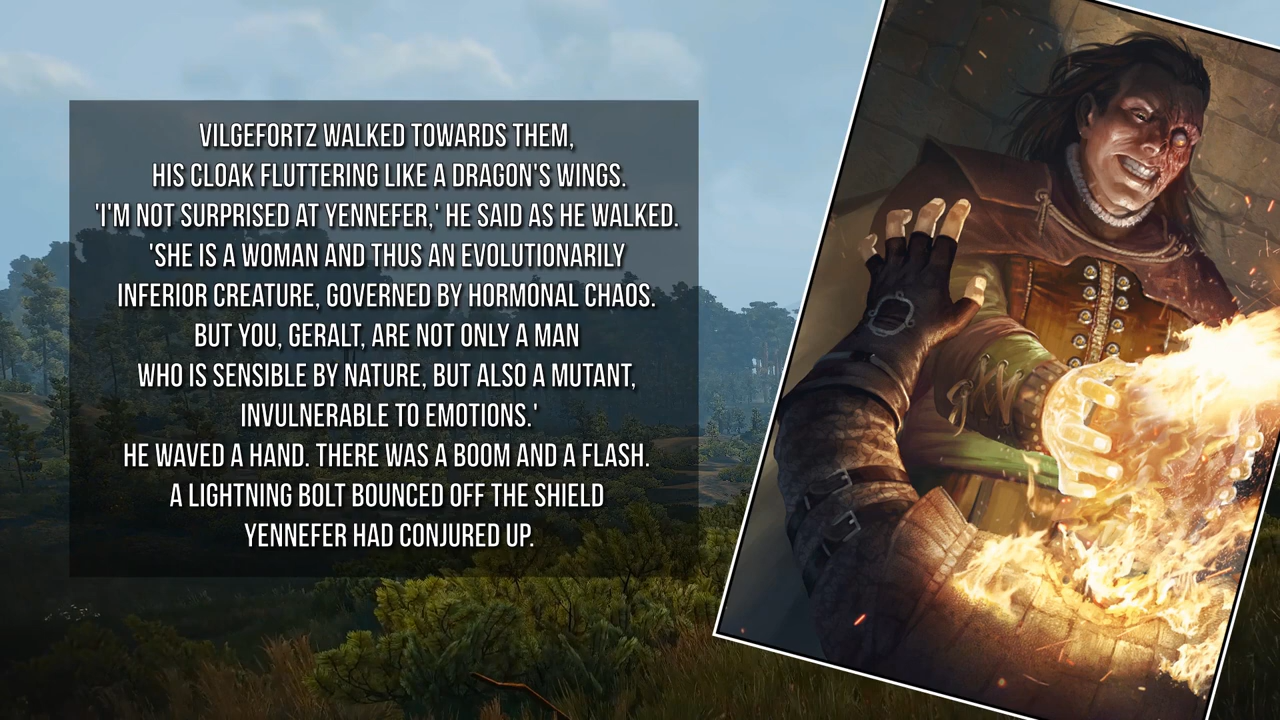 VILGEFORTZ WALKED TOWARDS THEM,
HIS CLOAK FLUTTERING LIKE A DRAGON'S WINGS.
'I'M NOT SURPRISED AT YENNEFER,' HE SAID AS HE WALKED.
'SHE IS A WOMAN AND THUS AN EVOLUTIONARILY
INFERIOR CREATURE, GOVERNED BY HORMONAL CHAOS.
BUT YOU, GERALT, ARE NOT ONLY A MAN
WHO IS SENSIBLE BY NATURE, BUT ALSO A MUTANT,
INVULNERABLE TO EMOTIONS.'
HE WAVED A HAND. THERE WAS A BOOM AND A FLASH.
A LIGHTNING BOLT BOUNCED OFF THE SHIELD
YENNEFER HAD CONJURED UP.